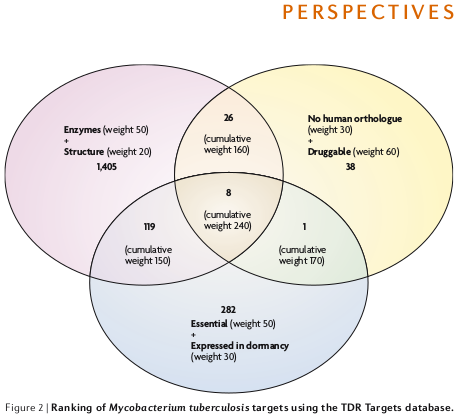 PERSPECTIVES
26
(cumulative
weight 160)
Enzymes (weight 50)
+
Structure (weight 20)
1,405
No human orthologue
(weight 30)
+
Druggable (weight 60)
38
8
(cumulative
weight 240)
119
(cumulative
weight 150)
1
(cumulative
weight 170)
282
Essential (weight 50)
+
Expressed in dormancy
(weight 30)
Figure 2 | Ranking of Mycobacterium tuberculosis targets using the TDR Targets database.